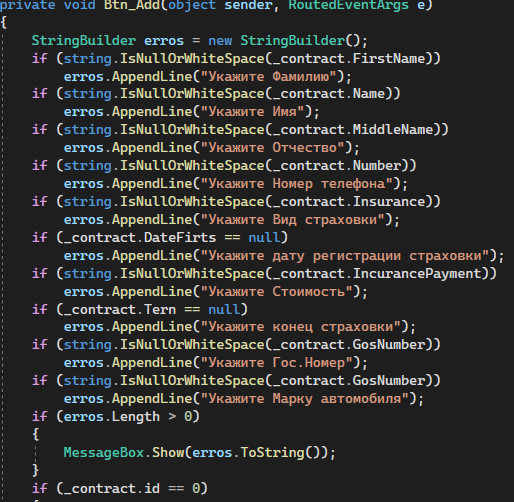 private void Btn_Add(object sender, RoutedEventArgs e)
{
StringBuilder erros = new StringBuilder();
if (string.IsNullOrWhiteSpace(_contract.FirstName))
erros.AppendLine("Укажите Фамилию");
if (string.IsNullOrWhiteSpace(_contract.Name))
erros.AppendLine("Укажите Имя");
if (string.IsNullOrWhiteSpace(_contract.MiddleName))
erros.AppendLine("Укажите Отчество");
if (string.IsNullOrWhiteSpace(_contract.Number))
erros.AppendLine("Укажите Номер телефона");
if (string.IsNullOrWhiteSpace(_contract.Insurance))
erros.AppendLine("Укажите Вид страховки");
if (_contract.DateFirts == null)
erros.AppendLine("Укажите дату регистрации страховки");
if (string.IsNullOrWhiteSpace(_contract.IncurancePayment))
erros.AppendLine("Укажите Стоимость");
if (_contract.Tern == null)
erros.AppendLine("Укажите конец страховки");
if (string.IsNullOrWhiteSpace(_contract.GosNumber))
erros.AppendLine("Укажите Гос.Номер");
if (string.IsNullOrWhiteSpace(_contract.GosNumber))
erros.AppendLine("Укажите Марку автомобиля");
if (erros.Length > 0)
{
MessageBox.Show(erros.ToString());
}
if (_contract.id == 0)